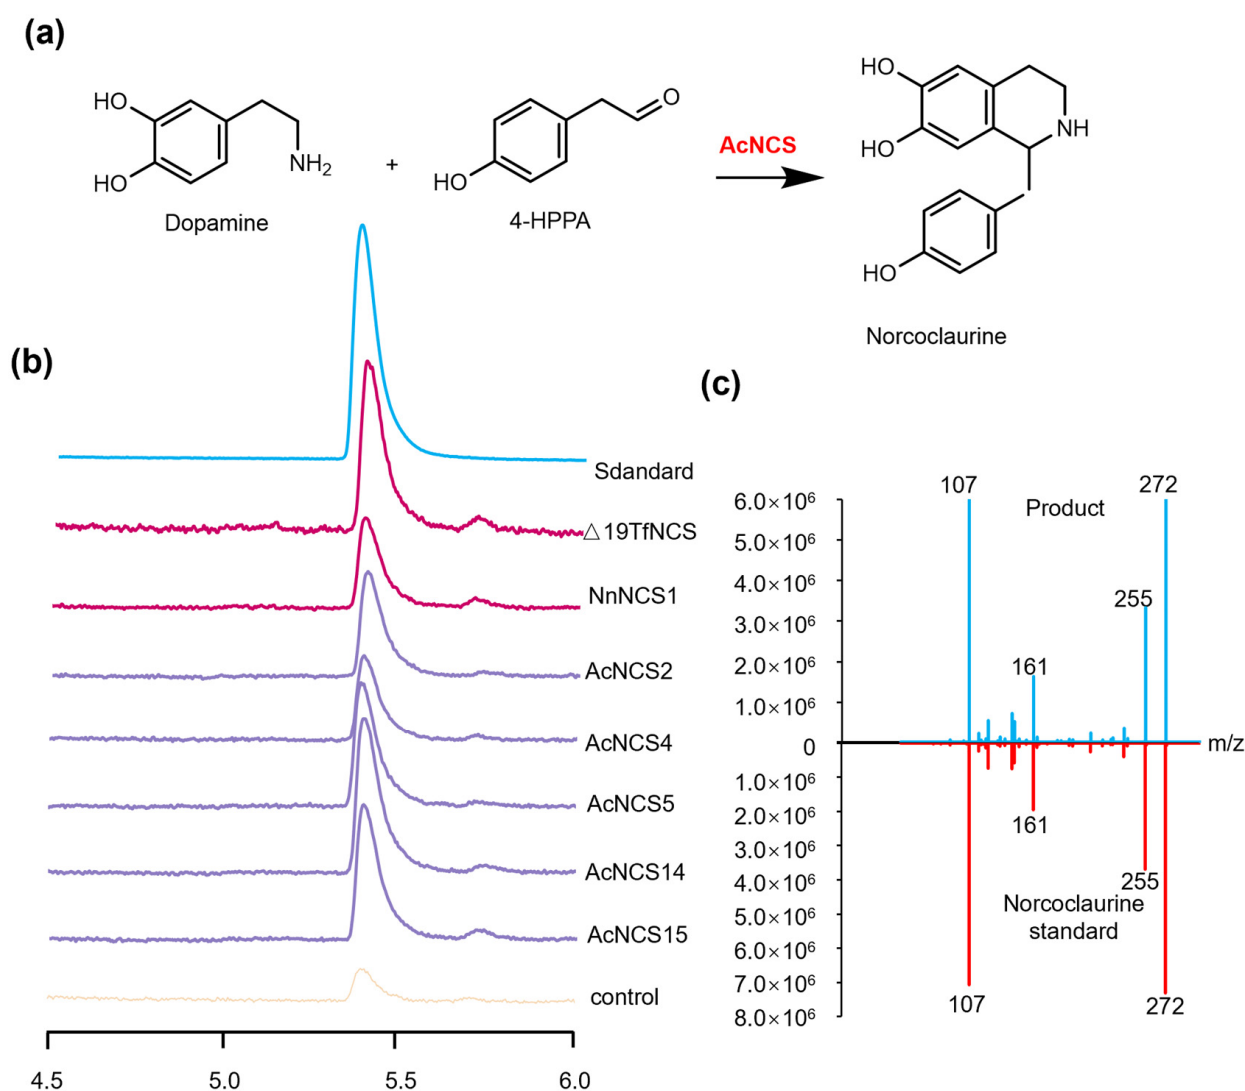 (a)
HO
HO
NH2
Dopamine
+
O
HO
4-HPPA
AcNCS
HO
HO
NH
HO
Norcoclaurine
(b)
Sdandard
△19TfNCS
NnNCS1
AcNCS2
AcNCS4
AcNCS5
AcNCS14
AcNCS15
control
4.5 5.0 5.5 6.0
(c)
107 272
Product
6.0×10⁶
5.0×10⁶
4.0×10⁶
255
3.0×10⁶
161
2.0×10⁶
1.0×10⁶
0
m/z
1.0×10⁶
2.0×10⁶
161
3.0×10⁶
4.0×10⁶
255
5.0×10⁶
Norcoclaurine
standard
6.0×10⁶
7.0×10⁶
107 272
8.0×10⁶